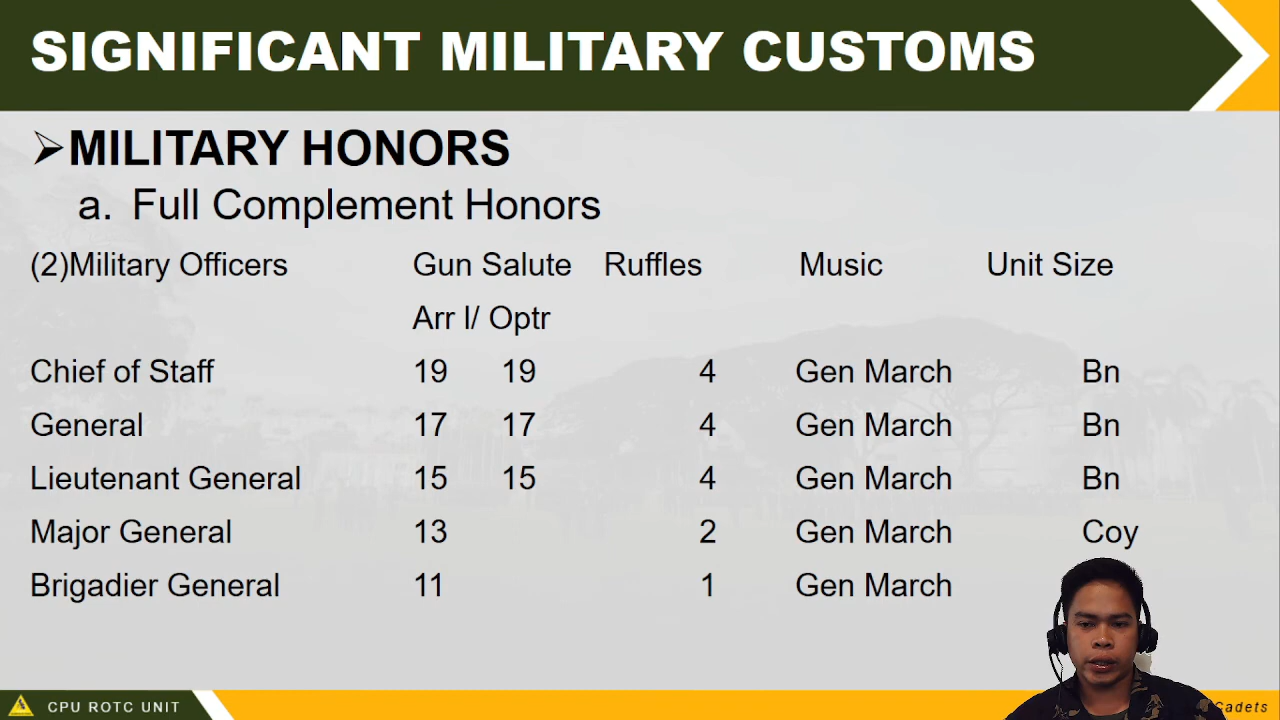 SIGNIFICANT MILITARY CUSTOMS
MILITARY HONORS
a. Full Complement Honors
(2)Military Officers Gun Salute Ruffles Music Unit Size
Arr l/ Optr
Chief of Staff 19 19 4 Gen March Bn
General 17 17 4 Gen March Bn
Lieutenant General 15 15 4 Gen March Bn
Major General 13 2 Gen March Coy
Brigadier General 11 1 Gen March
CPU ROTC UNIT
Cadets